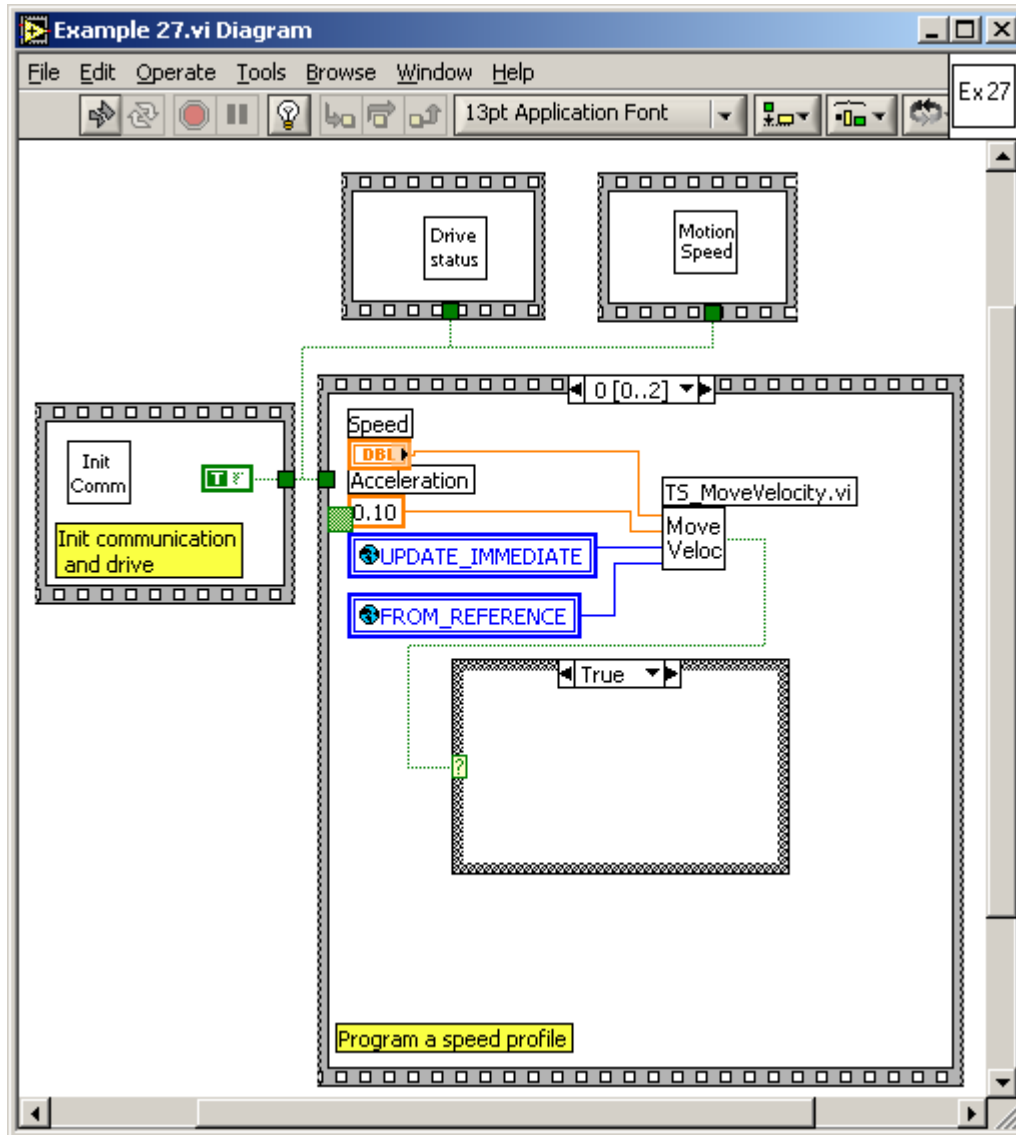 Example 27.vi Diagram
File Edit Operate Tools Browse Window Help
Ex 27
13pt Application Font
Drive
status
Motion
Speed
0 [0..2]
Init
Comm
T
Init communication
and drive
Speed
DBL
Acceleration
0.10
UPDATE_IMMEDIATE
FROM_REFERENCE
TS_MoveVelocity.vi
Move
Veloc
True
?
Program a speed profile